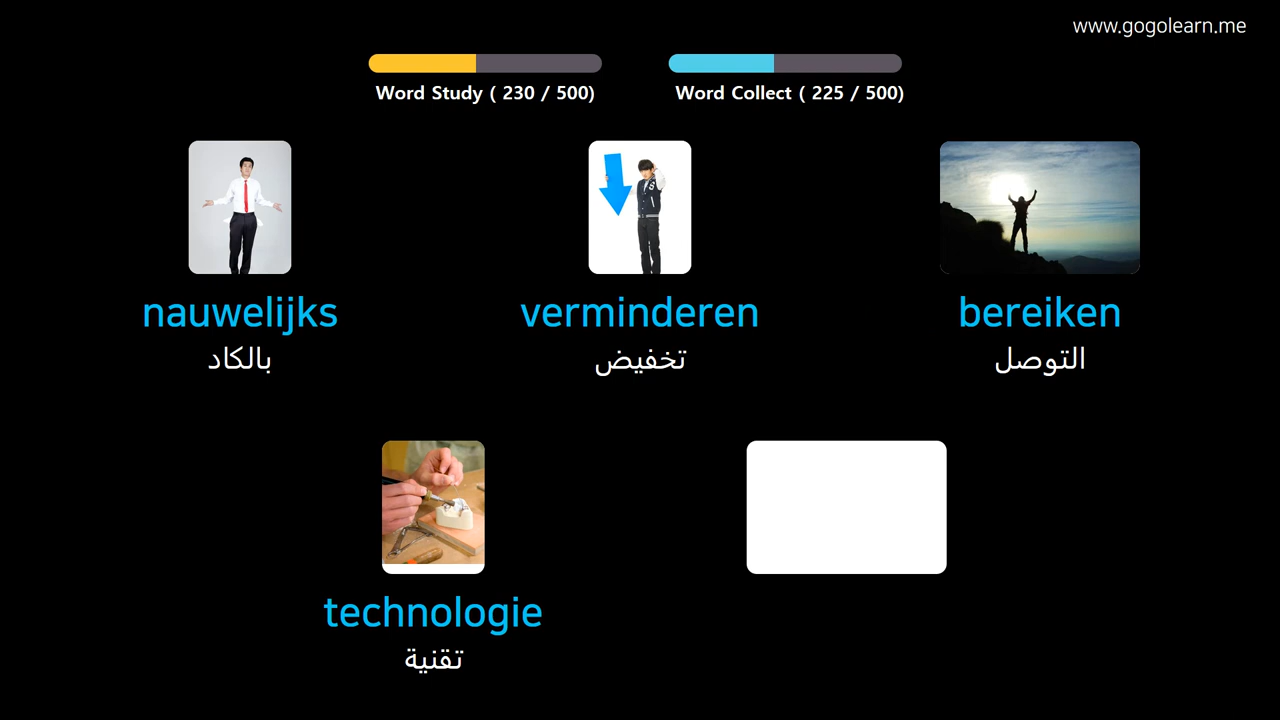 www.gogolearn.me
Word Study ( 230 / 500)
Word Collect ( 225 / 500)
nauwelijks
بالكاد
verminderen
تخفيض
bereiken
التوصل
technologie
تقنية